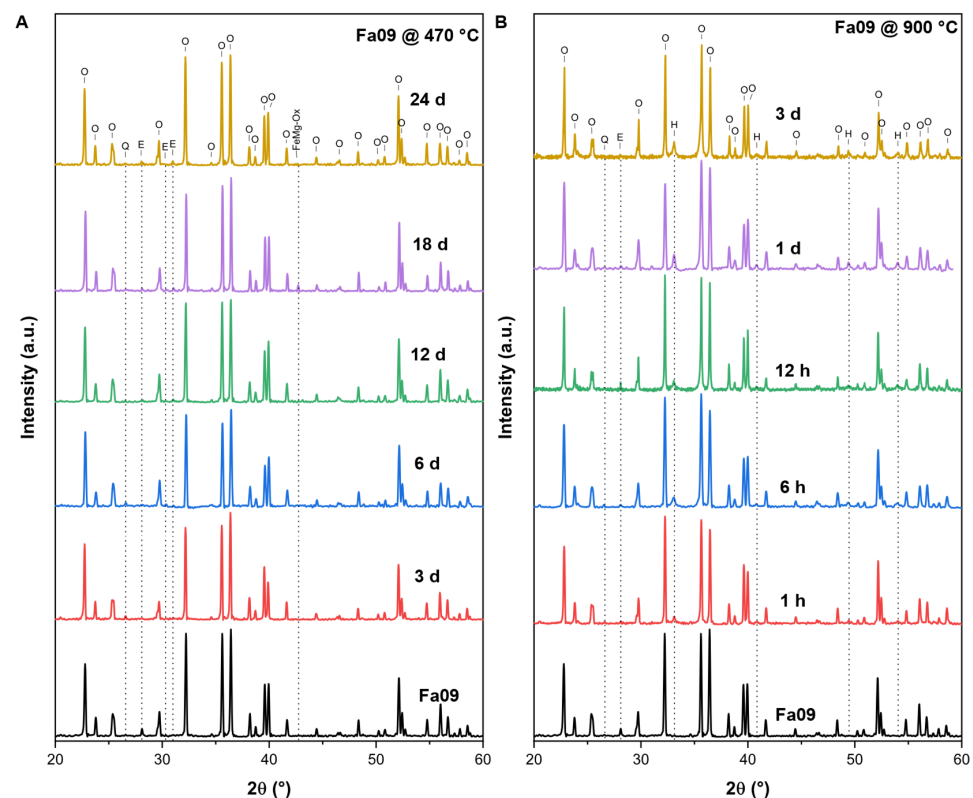 A
Fa09 @ 470 °C
O O O Q E O E E O O O O O O O O O FeMg-Ox O O O O O O O O O O O O
24 d
18 d
12 d
6 d
3 d
Fa09
Intensity (a.u.)
20 30 40 50 60
2θ (°)
B
Fa09 @ 900 °C
O O O Q E O O H O O O O O O H O O H O O O H O O O O
3 d
1 d
12 h
6 h
1 h
Fa09
Intensity (a.u.)
20 30 40 50 60
2θ (°)